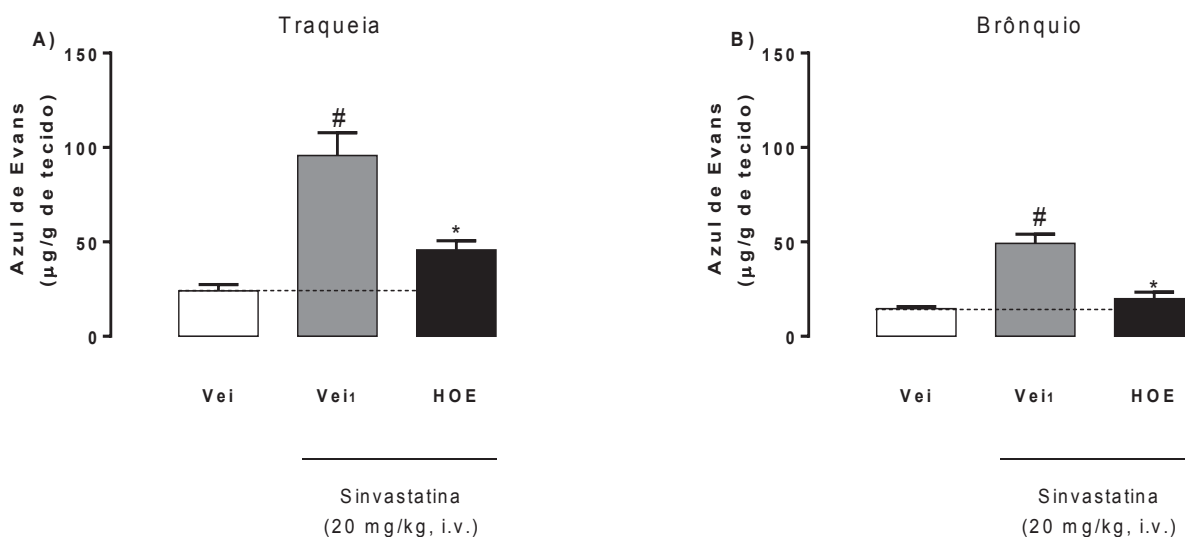 A)
Traqueia
150
100
50
0
Azul de Evans
(µg/g de tecido)
#
*
Vei
Vei1
HOE
Sinvastatina
(20 mg/kg, i.v.)
B)
Brônquio
150
100
50
0
Azul de Evans
(µg/g de tecido)
#
*
Vei
Vei1
HOE
Sinvastatina
(20 mg/kg, i.v.)